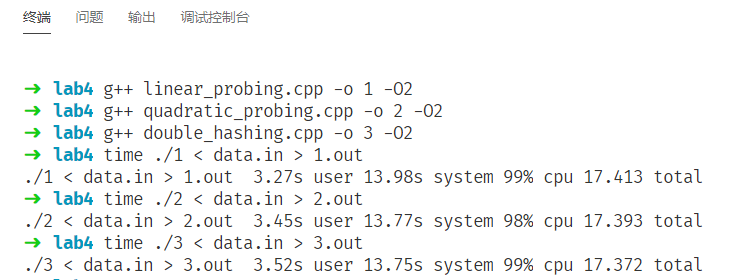 终端 问题 输出 调试控制台
➜ lab4 g++ linear_probing.cpp -o 1 -O2
➜ lab4 g++ quadratic_probing.cpp -o 2 -O2
➜ lab4 g++ double_hashing.cpp -o 3 -O2
➜ lab4 time ./1 < data.in > 1.out
./1 < data.in > 1.out  3.27s user 13.98s system 99% cpu 17.413 total
➜ lab4 time ./2 < data.in > 2.out
./2 < data.in > 2.out  3.45s user 13.77s system 98% cpu 17.393 total
➜ lab4 time ./3 < data.in > 3.out
./3 < data.in > 3.out  3.52s user 13.75s system 99% cpu 17.372 total